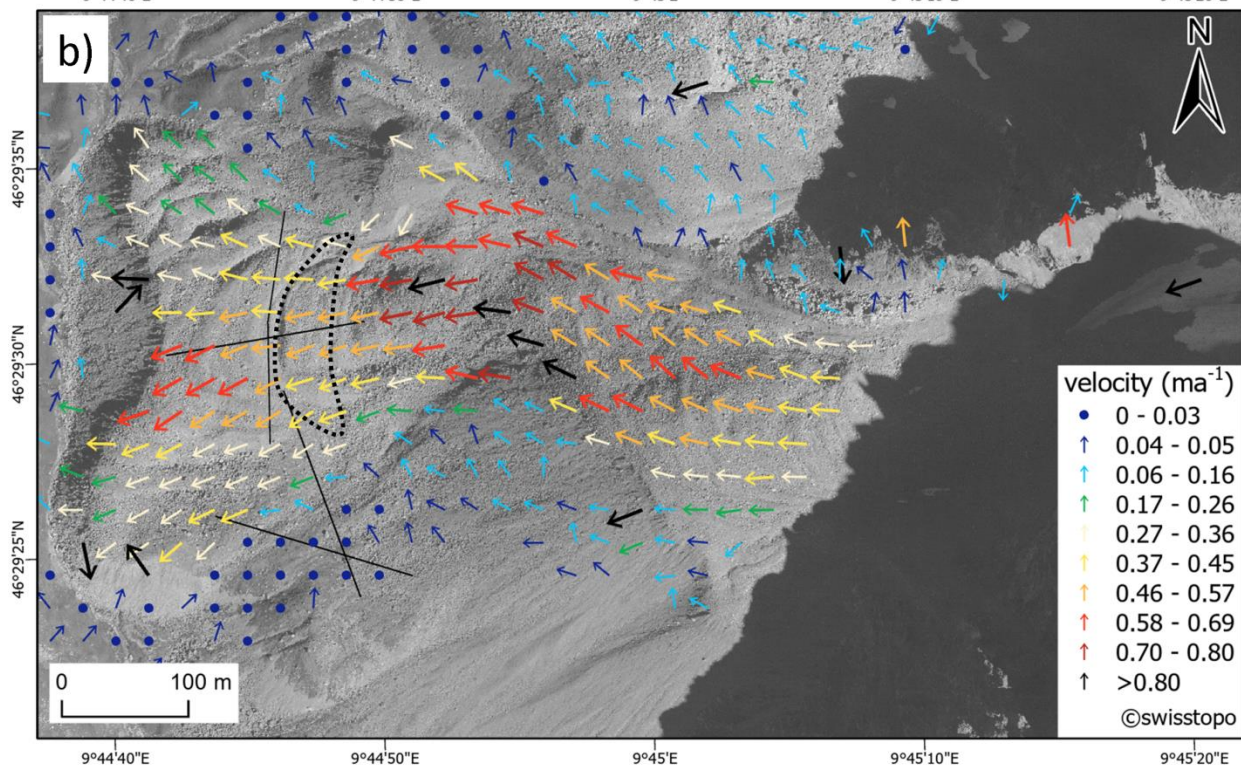 b)
N
46°29'35"N
46°29'30"N
46°29'25"N
velocity (ma⁻¹)
0 - 0.03
0.04 - 0.05
0.06 - 0.16
0.17 - 0.26
0.27 - 0.36
0.37 - 0.45
0.46 - 0.57
0.58 - 0.69
0.70 - 0.80
>0.80
©swisstopo
0 100 m
9°44'40"E 9°44'50"E 9°45'E 9°45'10"E 9°45'20"E